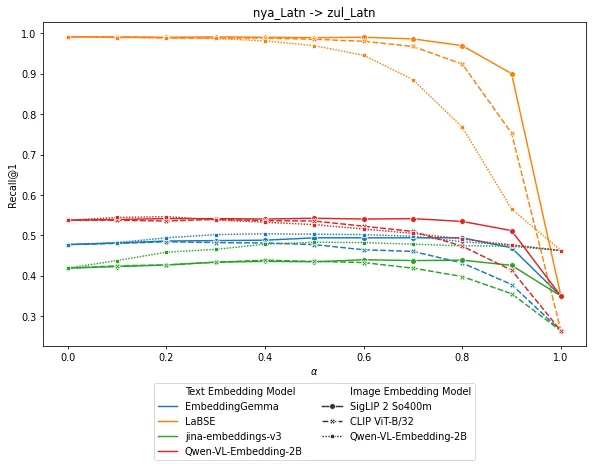 nya_Latn -> zul_Latn
Recall@1
1.0
0.9
0.8
0.7
0.6
0.5
0.4
0.3
0.0 0.2 0.4 0.6 0.8 1.0
α
Text Embedding Model
EmbeddingGemma
LaBSE
jina-embeddings-v3
Qwen-VL-Embedding-2B
Image Embedding Model
SigLIP 2 So400m
CLIP ViT-B/32
Qwen-VL-Embedding-2B